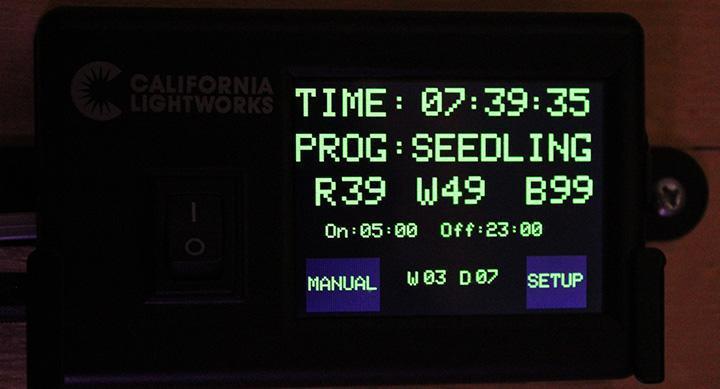 CALIFORNIA
LIGHTWORKS
TIME: 07:39:35
PROG:SEEDLING
R39 W49 B99
On:05:00 Off:23:00
MANUAL W03 D07 SETUP
I
O